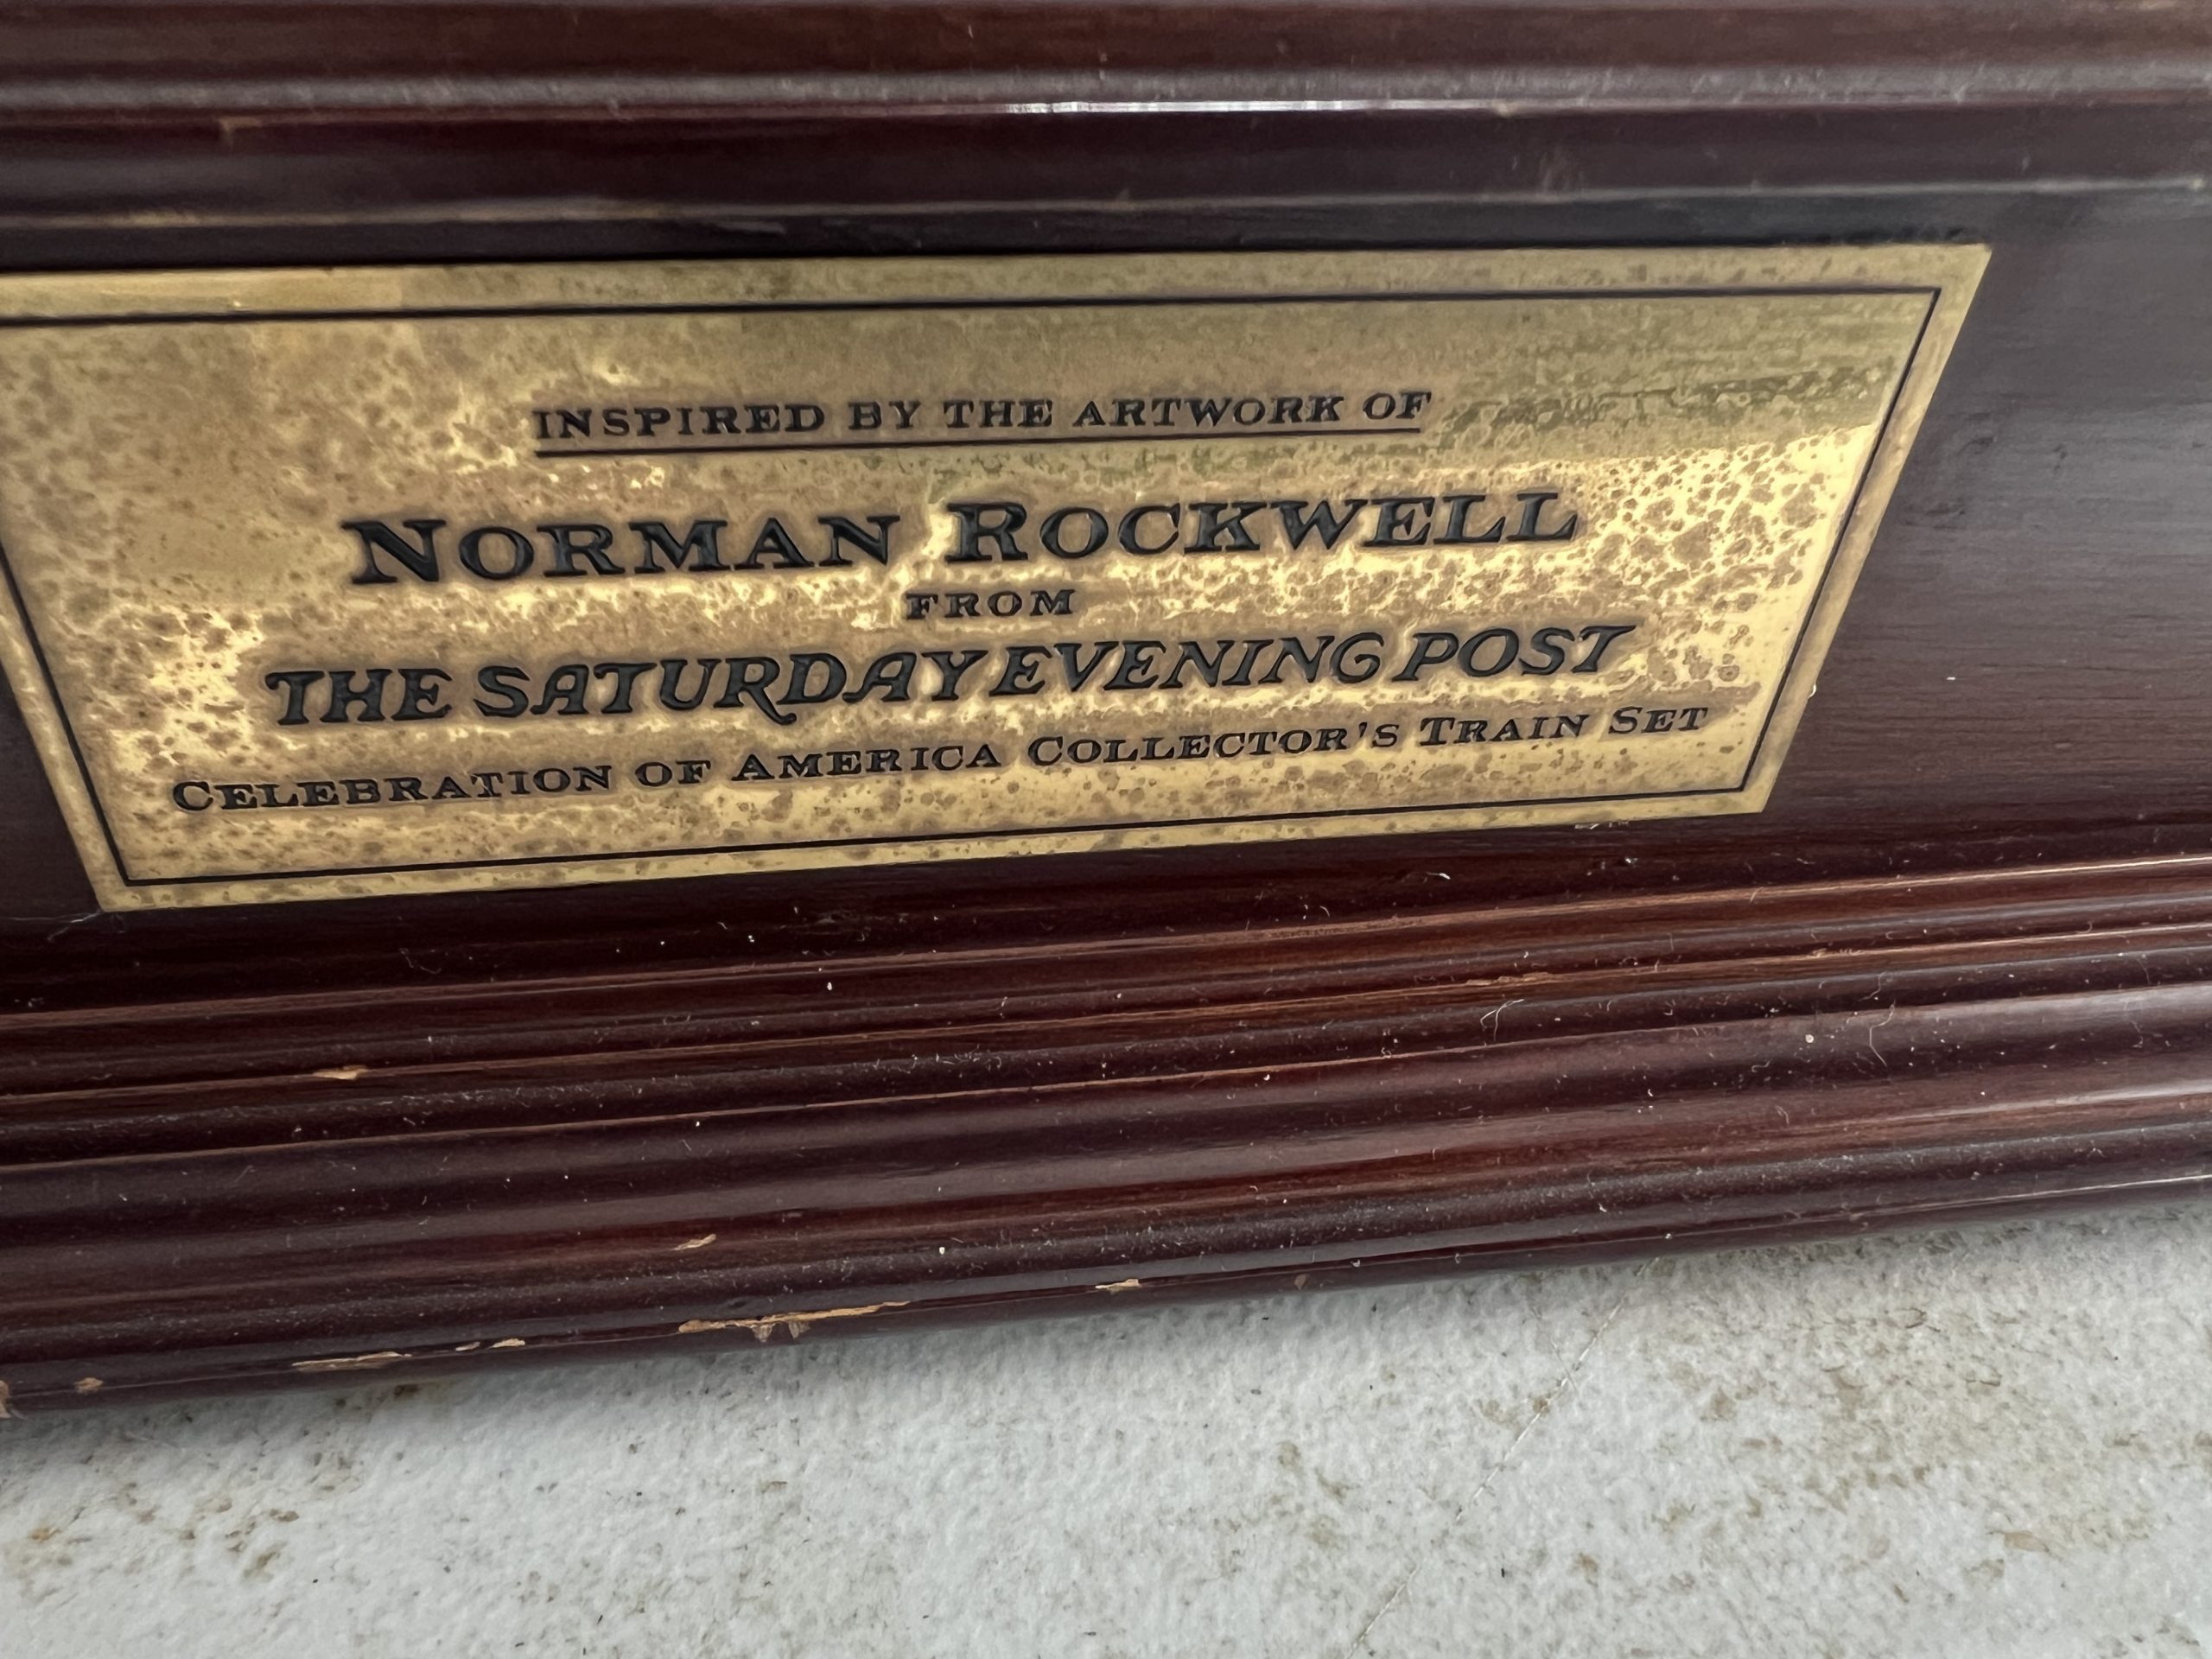 INSPIRED BY THE ARTWORK OF
NORMAN ROCKWELL
FROM
THE SATURDAY EVENING POST
CELEBRATION OF AMERICA COLLECTOR'S TRAIN SET